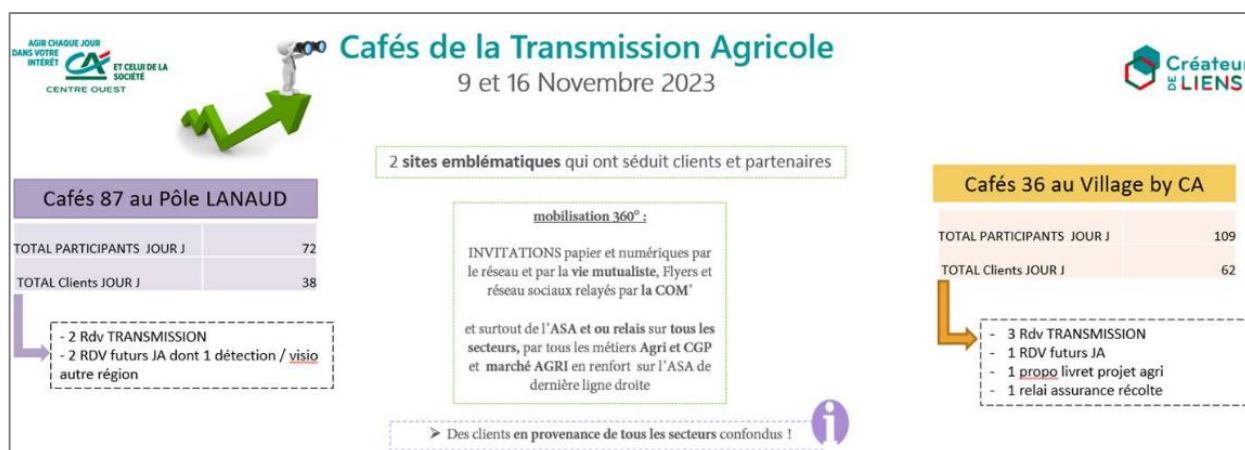 AGIR CHAQUE JOUR
DANS VOTRE
INTÉRÊT
CA
ET CELUI DE LA
SOCIÉTÉ
CENTRE OUEST
Cafés de la Transmission Agricole
9 et 16 Novembre 2023
Créateur
DE LIENS
2 sites emblématiques qui ont séduit clients et partenaires
Cafés 87 au Pôle LANAUD
TOTAL PARTICIPANTS JOUR J 72
TOTAL Clients JOUR J 38
- 2 Rdv TRANSMISSION
- 2 RDV futurs JA dont 1 détection / visio
autre région
mobilisation 360° :
INVITATIONS papier et numériques par
le réseau et par la vie mutualiste, Flyers et
réseau sociaux relayés par la COM'
et surtout de l'ASA et ou relais sur tous les
secteurs, par tous les métiers Agri et CGP
et marché AGRI en renfort sur l'ASA de
dernière ligne droite
➤ Des clients en provenance de tous les secteurs confondus !
i
Cafés 36 au Village by CA
TOTAL PARTICIPANTS JOUR J 109
TOTAL Clients JOUR J 62
- 3 Rdv TRANSMISSION
- 1 RDV futurs JA
- 1 propo livret projet agri
- 1 relai assurance récolte